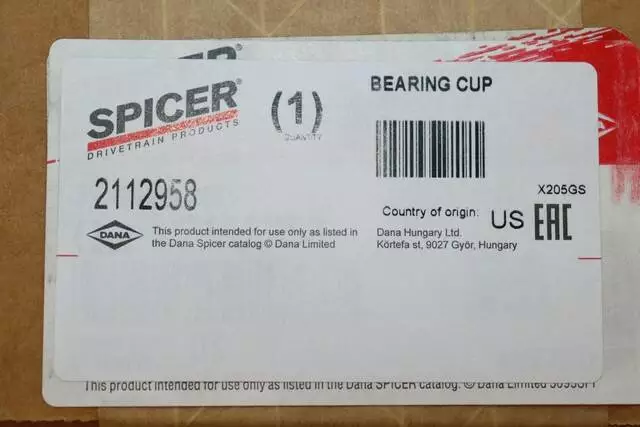 SPICER®
DRIVETRAIN PRODUCTS
(1)
QUANTITY
BEARING CUP
2112958
X205GS
Country of origin: US
EAC
DANA
This product intended for use only as listed in
the Dana Spicer catalog © Dana Limited
Dana Hungary Ltd.
Körtefa st, 9027 Györ, Hungary
This product intended for use only as listed in the Dana SPICER catalog. © Dana Limited